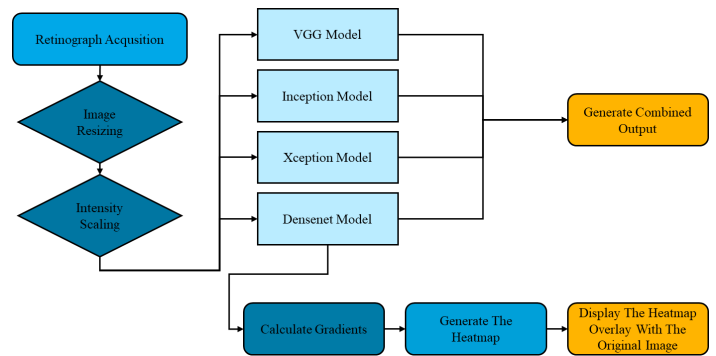 Retinograph Acqusition
Image
Resizing
Intensity
Scaling
VGG Model
Inception Model
Xception Model
Densenet Model
Generate Combined
Output
Calculate Gradients
Generate The
Heatmap
Display The Heatmap
Overlay With The
Original Image